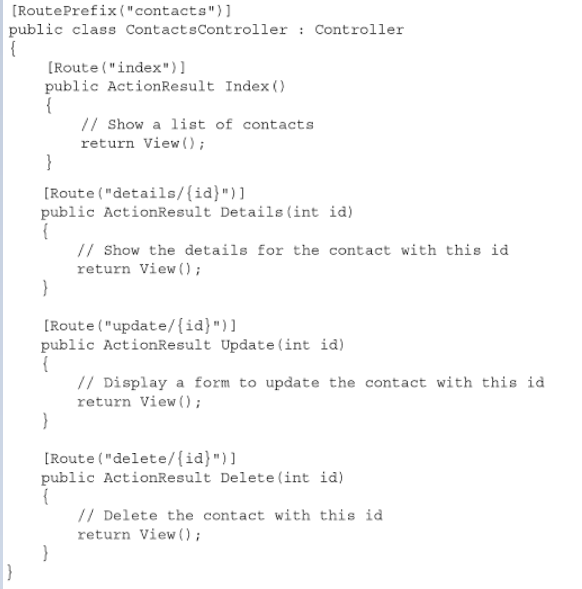 [RoutePrefix("contacts")]
public class ContactsController : Controller
{
[Route("index")]
public ActionResult Index()
{
// Show a list of contacts
return View();
}
[Route("details/{id}")]
public ActionResult Details(int id)
{
// Show the details for the contact with this id
return View();
}
[Route("update/{id}")]
public ActionResult Update(int id)
{
// Display a form to update the contact with this id
return View();
}
[Route("delete/{id}")]
public ActionResult Delete(int id)
{
// Delete the contact with this id
return View();
}
}